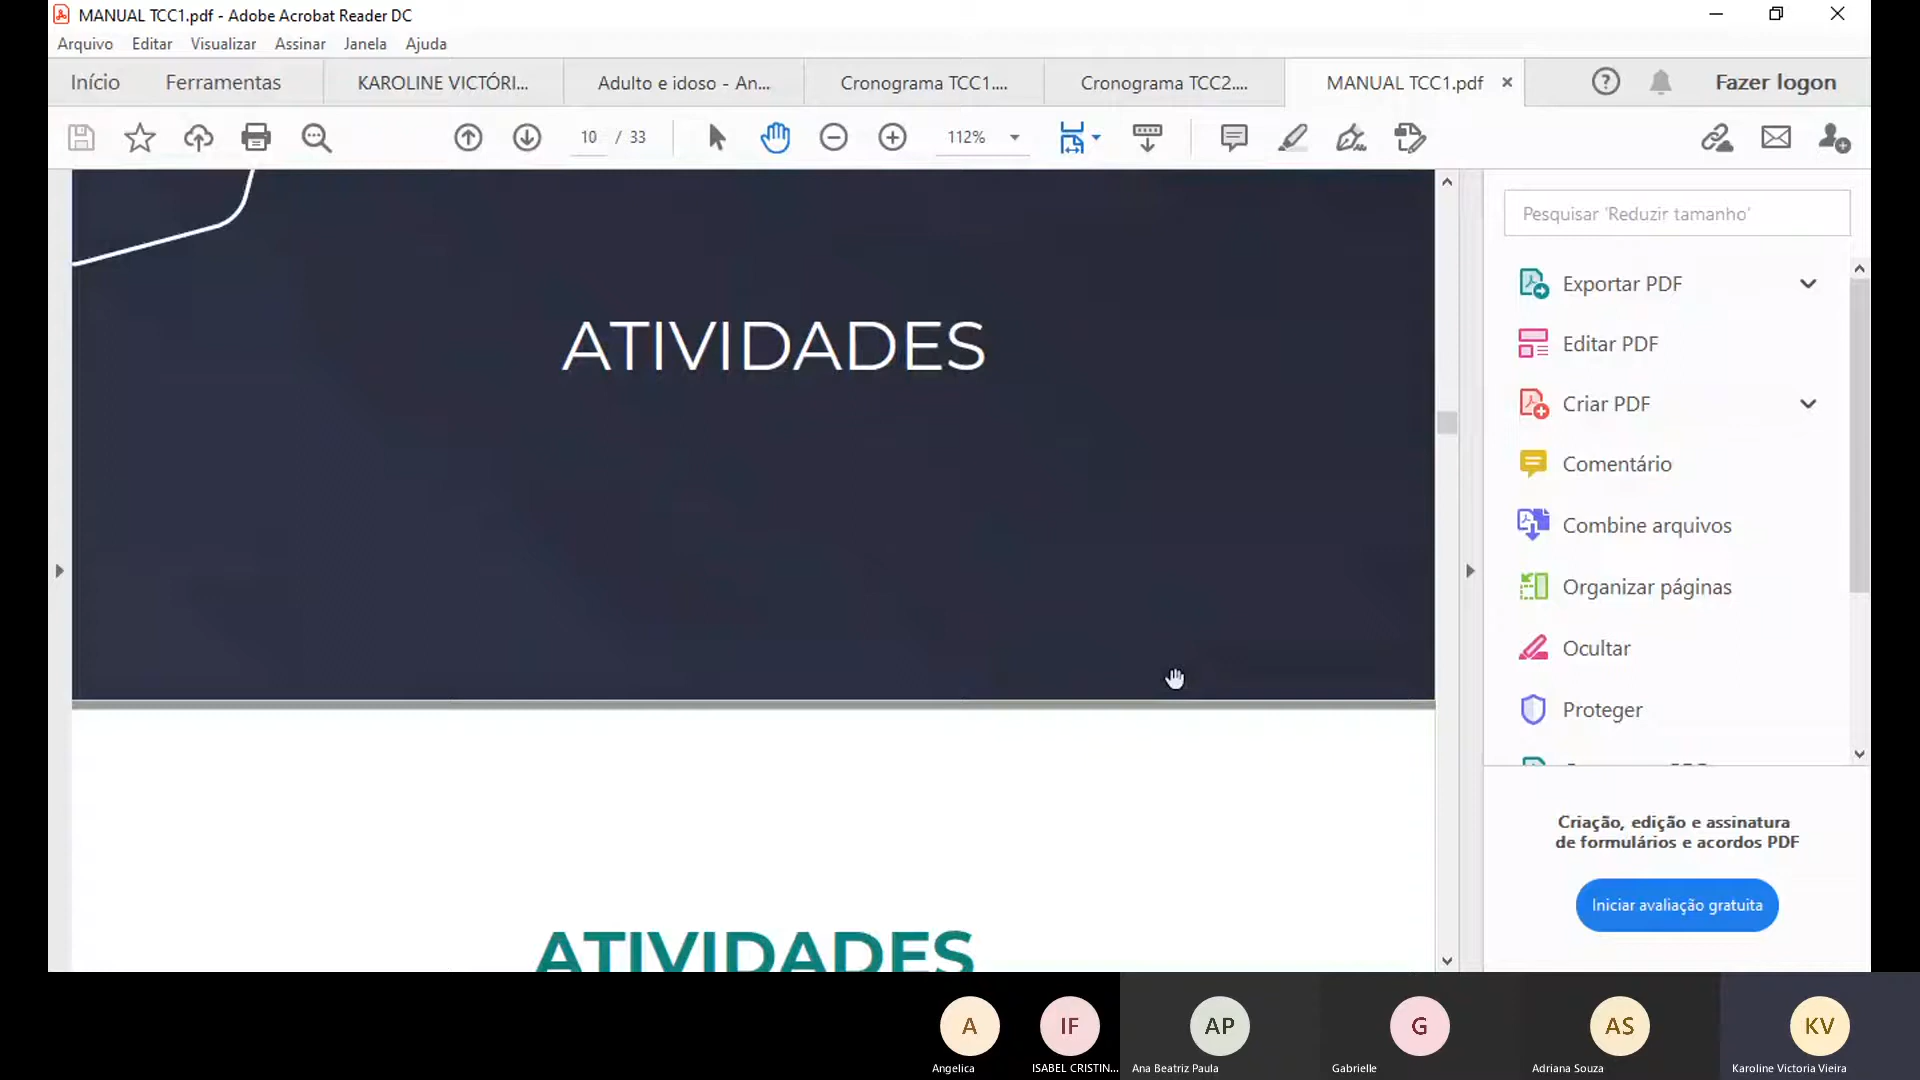 MANUAL TCC1.pdf - Adobe Acrobat Reader DC
Arquivo Editar Visualizar Assinar Janela Ajuda
Início Ferramentas KAROLINE VICTÓRI... Adulto e idoso - An... Cronograma TCC1.... Cronograma TCC2.... MANUAL TCC1.pdf Fazer logon
10 / 33 112%
Pesquisar 'Reduzir tamanho'
Exportar PDF
Editar PDF
Criar PDF
Comentário
Combine arquivos
Organizar páginas
Ocultar
Proteger
Criação, edição e assinatura
de formulários e acordos PDF
Iniciar avaliação gratuita
ATIVIDADES
ATIVIDADES
A IF AP G AS KV
Angelica ISABEL CRISTIN... Ana Beatriz Paula Gabrielle Adriana Souza Karoline Victoria Vieira